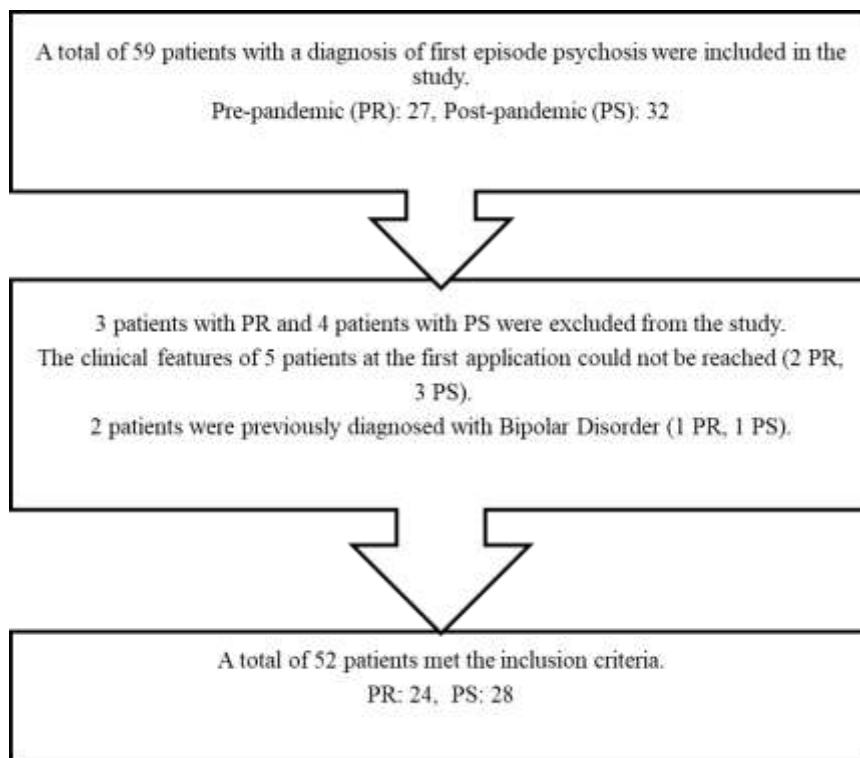 A total of 59 patients with a diagnosis of first episode psychosis were included in the
study.
Pre-pandemic (PR): 27, Post-pandemic (PS): 32
3 patients with PR and 4 patients with PS were excluded from the study.
The clinical features of 5 patients at the first application could not be reached (2 PR,
3 PS).
2 patients were previously diagnosed with Bipolar Disorder (1 PR, 1 PS).
A total of 52 patients met the inclusion criteria.
PR: 24, PS: 28